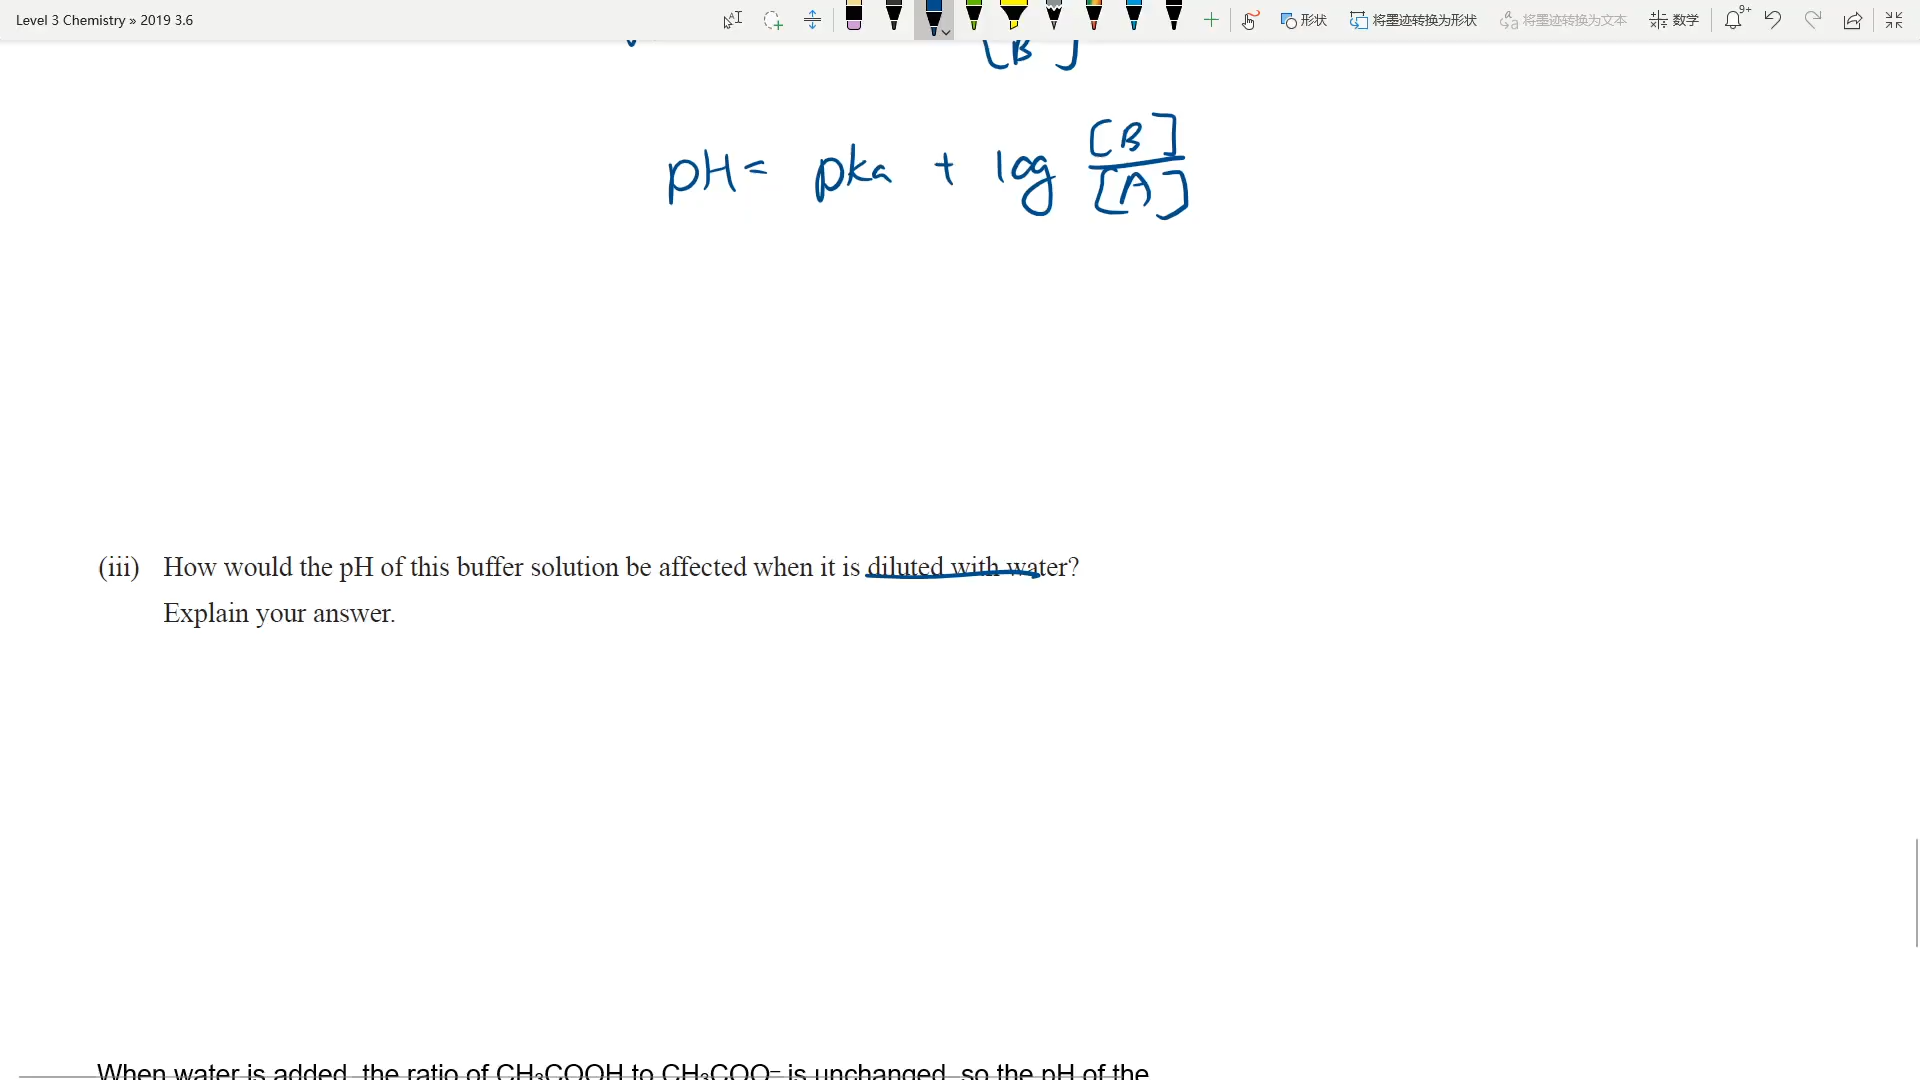 Level 3 Chemistry » 2019 3.6
形状
将墨迹转换为形状
将墨迹转换为文本
数学
9+
[B]
pH = pka + log [B]
[A]
(iii) How would the pH of this buffer solution be affected when it is diluted with water?
Explain your answer.
When water is added, the ratio of CH₃COOH to CH₃COO⁻ is unchanged, so the pH of the